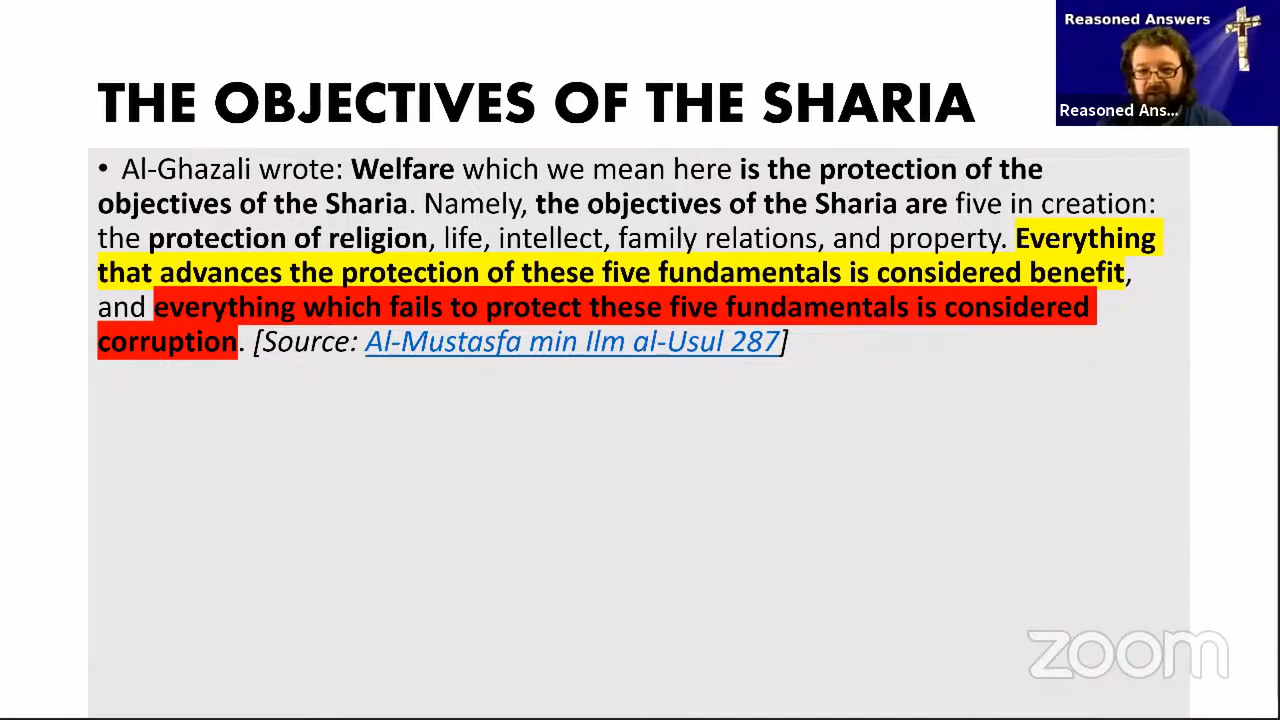 Reasoned Answers
Reasoned Ans...
THE OBJECTIVES OF THE SHARIA
• Al-Ghazali wrote: Welfare which we mean here is the protection of the
objectives of the Sharia. Namely, the objectives of the Sharia are five in creation:
the protection of religion, life, intellect, family relations, and property. Everything
that advances the protection of these five fundamentals is considered benefit,
and everything which fails to protect these five fundamentals is considered
corruption. [Source: Al-Mustasfa min Ilm al-Usul 287]
zoom